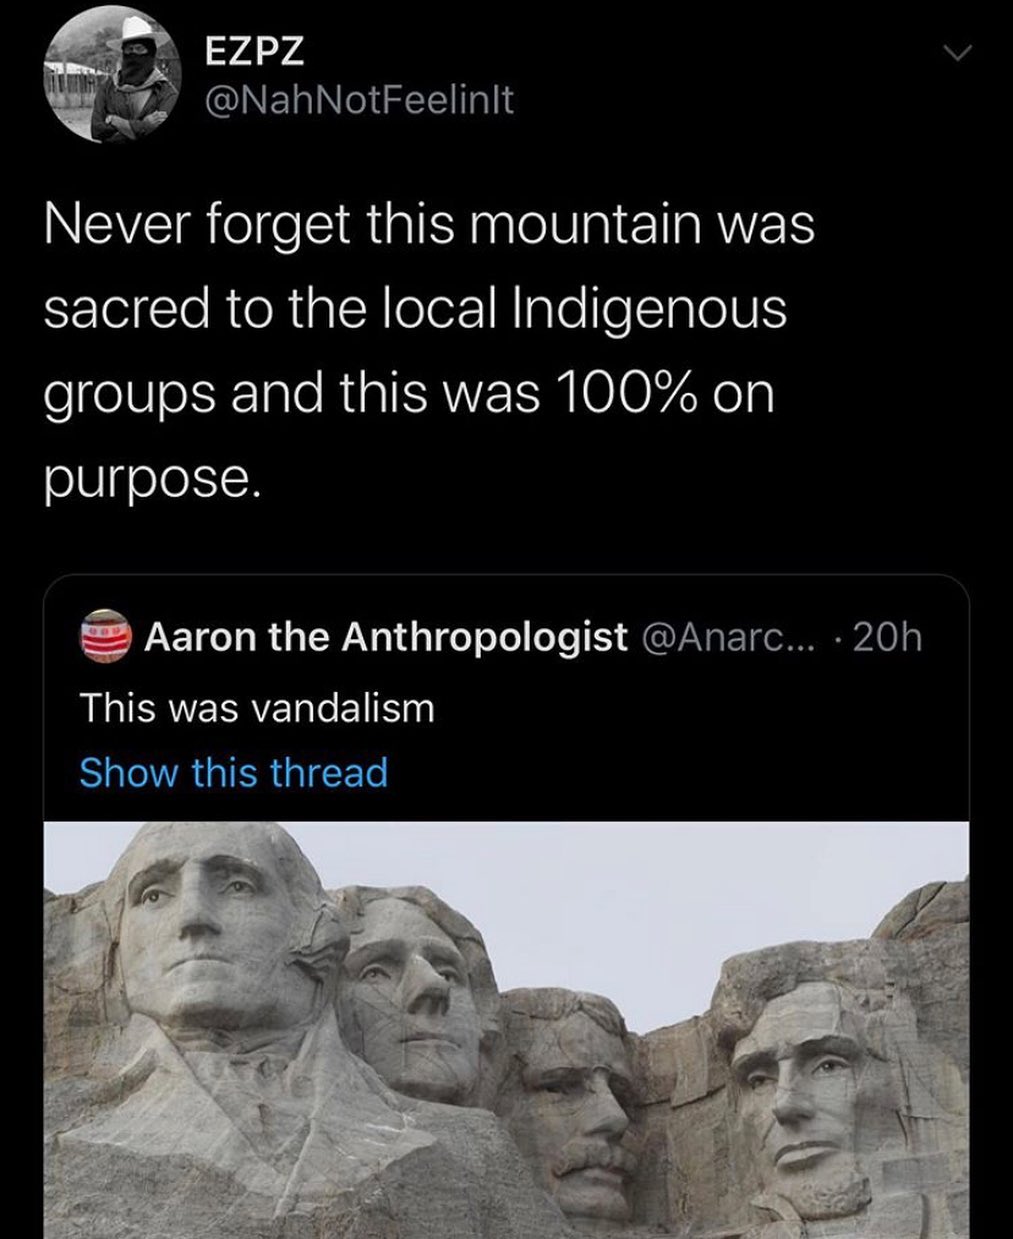 EZPZ
@NahNotFeelinIt
Never forget this mountain was
sacred to the local Indigenous
groups and this was 100% on
purpose.
Aaron the Anthropologist @Anarc... · 20h
This was vandalism
Show this thread